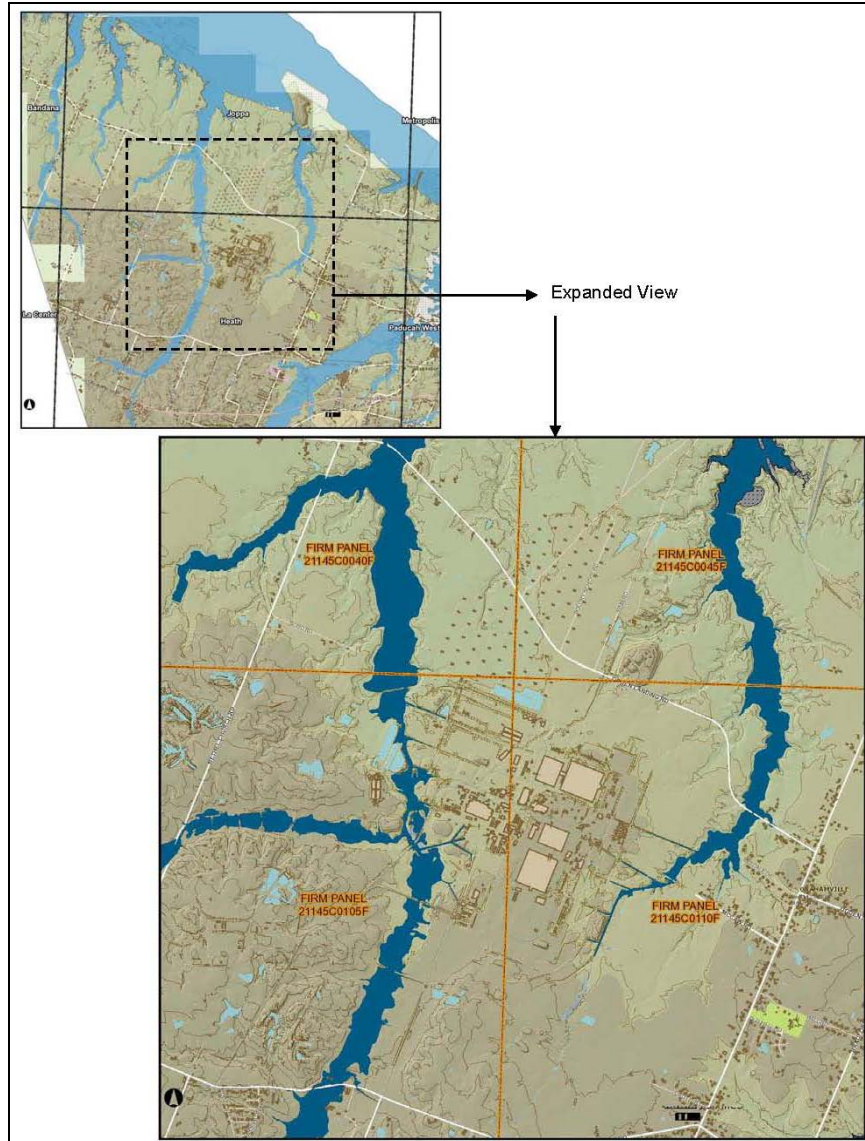 Bandana
Joppa
Metropolis
Expanded View
La Center
Heath
Paducah West
FIRM PANEL
21145C0040F
FIRM PANEL
21145C0045F
FIRM PANEL
21145C0105F
FIRM PANEL
21145C0110F